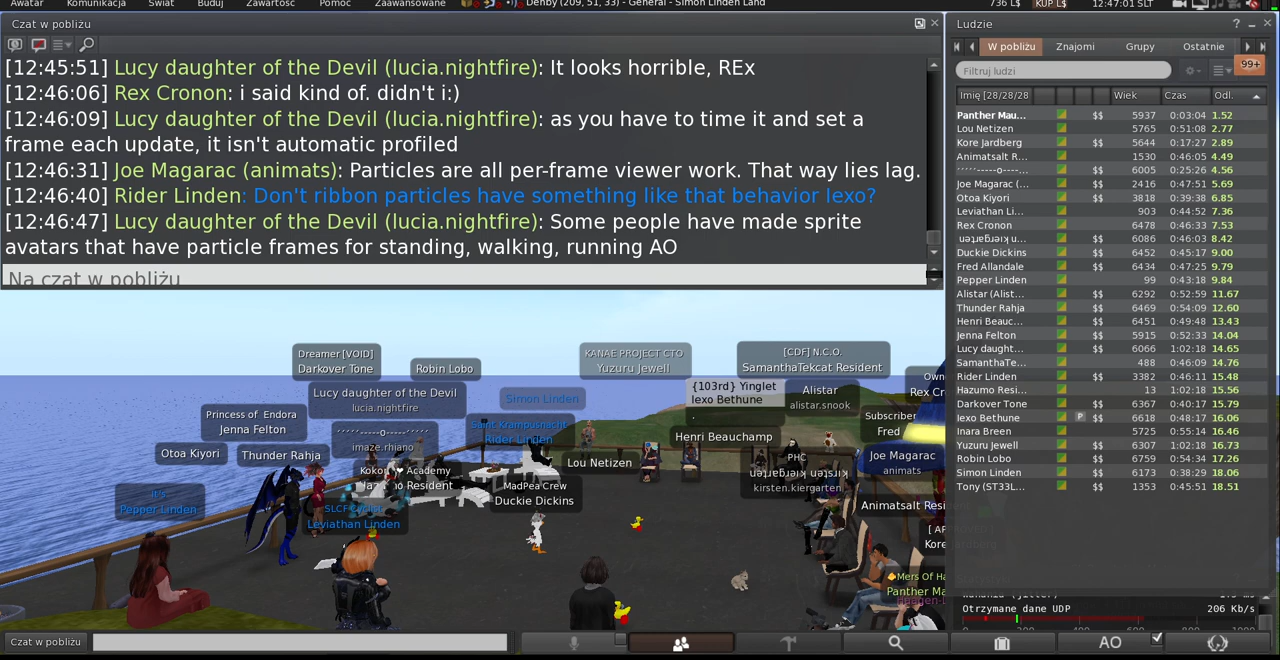 Awatar Komunikacja Świat Buduj Zawartość Pomoc Zaawansowane Denby (209, 51, 33) - General - Simon Linden Land 736 L$ KUP L$ 12:47:01 SLT
Czat w pobliżu
[12:45:51] Lucy daughter of the Devil (lucia.nightfire): It looks horrible, REx
[12:46:06] Rex Cronon: i said kind of. didn't i:)
[12:46:09] Lucy daughter of the Devil (lucia.nightfire): as you have to time it and set a
frame each update, it isn't automatic profiled
[12:46:31] Joe Magarac (animats): Particles are all per-frame viewer work. That way lies lag.
[12:46:40] Rider Linden: Don't ribbon particles have something like that behavior Iexo?
[12:46:47] Lucy daughter of the Devil (lucia.nightfire): Some people have made sprite
avatars that have particle frames for standing, walking, running AO
Na czat w pobliżu
Dreamer [VOID]
Darkover Tone
Robin Lobo
KANAE PROJECT CTO
Yuzuru Jewell
[CDF] N.C.O.
SamanthaTekcat Resident
Lucy daughter of the Devil
lucia.nightfire
Simon Linden
{103rd} Yinglet
Iexo Bethune
Alistar
alistar.snook
Own
Rex Cr
Princess of Endora
Jenna Felton
Saint Krampusnacht
Rider Linden
Subscriber
Fred
Henri Beauchamp
imaze.rhiano
Otoa Kiyori
Thunder Rahja
Lou Netizen
Joe Magarac
animats
Kokor ♥ Academy
PHC
kirsten.kiergarten
MadPea Crew
Duckie Dickins
It's
Pepper Linden
SLCF Cyclist
Leviathan Linden
Animatsalt Resi
Kore
Mers Of Ha
Panther Ma
Czat w pobliżu
Ludzie
W pobliżu Znajomi Grupy Ostatnie
99+
Filtruj ludzi
Imię [28/28/28 Wiek Czas Odl.
Panther Mau... $$ 5937 0:03:04 1.52
Lou Netizen 5765 0:51:08 2.77
Kore Jardberg $$ 5644 0:17:27 2.89
Animatsalt R... 1530 0:46:05 4.49
՛՛՛՛՛-----o----... $$ 6005 0:25:26 4.56
Joe Magarac (... $$ 2416 0:47:51 5.69
Otoa Kiyori $$ 3818 0:39:38 6.85
Leviathan Li... 903 0:44:52 7.36
Rex Cronon 6478 0:46:33 7.53
$$ 6086 0:46:03 8.42
Duckie Dickins $$ 6452 0:45:17 9.00
Fred Allandale $$ 6434 0:47:25 9.79
Pepper Linden 99 0:43:18 9.84
Alistar (Alist... $$ 6292 0:52:59 11.67
Thunder Rahja $$ 6469 0:54:09 12.60
Henri Beauc... $$ 6451 0:49:48 13.43
Jenna Felton $$ 5915 0:52:33 14.04
Lucy daught... $$ 6066 1:02:18 14.65
SamanthaTe... 488 0:46:09 14.76
Rider Linden $$ 3382 0:46:11 15.48
Hazumo Resi... 13 1:02:18 15.56
Darkover Tone $$ 6367 0:40:17 15.79
Iexo Bethune P $$ 6618 0:48:17 16.06
Inara Breen $$ 5725 0:55:14 16.46
Yuzuru Jewell $$ 6307 1:02:18 16.73
Robin Lobo $$ 6759 0:54:34 17.26
Simon Linden $$ 6173 0:38:29 18.06
Tony (ST33L... $$ 1353 0:45:51 18.51
Otrzymane dane UDP 206 Kb/s
AO